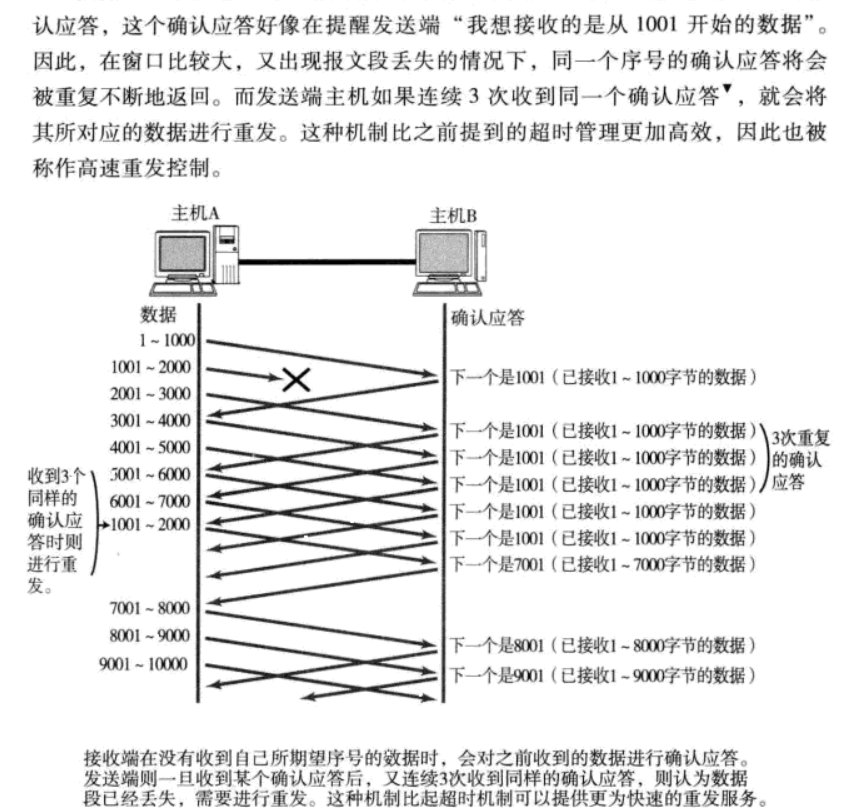 认应答，这个确认应答好像在提醒发送端“我想接收的是从 1001 开始的数据”。
因此，在窗口比较大，又出现报文段丢失的情况下，同一个序号的确认应答将会
被重复不断地返回。而发送端主机如果连续 3 次收到同一个确认应答▼，就会将
其所对应的数据进行重发。这种机制比之前提到的超时管理更加高效，因此也被
称作高速重发控制。
主机A
主机B
数据
确认应答
1～1000
1001～2000
2001～3000
3001～4000
4001～5000
5001～6000
6001～7000
1001～2000
7001～8000
8001～9000
9001～10000
收到3个
同样的
确认应
答时则
进行重
发。
下一个是1001（已接收1～1000字节的数据）
下一个是1001（已接收1～1000字节的数据）
下一个是1001（已接收1～1000字节的数据）
下一个是1001（已接收1～1000字节的数据）
下一个是1001（已接收1～1000字节的数据）
下一个是1001（已接收1～1000字节的数据）
下一个是7001（已接收1～7000字节的数据）
下一个是8001（已接收1～8000字节的数据）
下一个是9001（已接收1～9000字节的数据）
3次重复
的确认
应答
接收端在没有收到自己所期望序号的数据时，会对之前收到的数据进行确认应答。
发送端则一旦收到某个确认应答后，又连续3次收到同样的确认应答，则认为数据
段已经丢失，需要进行重发。这种机制比起超时机制可以提供更为快速的重发服务。